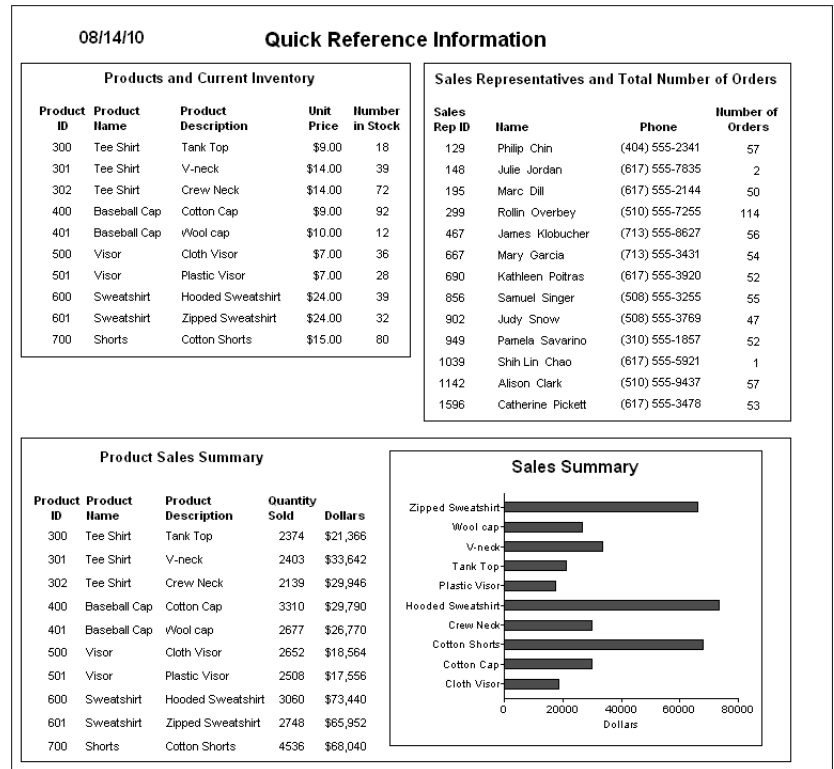 08/14/10 Quick Reference Information
Products and Current Inventory
Product ID Product Name Product Description Unit Price Number in Stock
300 Tee Shirt Tank Top $9.00 18
301 Tee Shirt V-neck $14.00 39
302 Tee Shirt Crew Neck $14.00 72
400 Baseball Cap Cotton Cap $9.00 92
401 Baseball Cap Wool cap $10.00 12
500 Visor Cloth Visor $7.00 36
501 Visor Plastic Visor $7.00 28
600 Sweatshirt Hooded Sweatshirt $24.00 39
601 Sweatshirt Zipped Sweatshirt $24.00 32
700 Shorts Cotton Shorts $15.00 80
Sales Representatives and Total Number of Orders
Sales Rep ID Name Phone Number of Orders
129 Philip Chin (404) 555-2341 57
148 Julie Jordan (617) 555-7835 2
195 Marc Dill (617) 555-2144 50
299 Rollin Overbey (510) 555-7255 114
467 James Klobucher (713) 555-8627 56
667 Mary Garcia (713) 555-3431 54
690 Kathleen Poitras (617) 555-3920 52
856 Samuel Singer (508) 555-3255 55
902 Judy Snow (508) 555-3769 47
949 Pamela Savarino (310) 555-1857 52
1039 Shih Lin Chao (617) 555-5921 1
1142 Alison Clark (510) 555-9437 57
1596 Catherine Pickett (617) 555-3478 53
Product Sales Summary
Product ID Product Name Product Description Quantity Sold Dollars
300 Tee Shirt Tank Top 2374 $21,366
301 Tee Shirt V-neck 2403 $33,642
302 Tee Shirt Crew Neck 2139 $29,946
400 Baseball Cap Cotton Cap 3310 $29,790
401 Baseball Cap Wool cap 2677 $26,770
500 Visor Cloth Visor 2652 $18,564
501 Visor Plastic Visor 2508 $17,556
600 Sweatshirt Hooded Sweatshirt 3060 $73,440
601 Sweatshirt Zipped Sweatshirt 2748 $65,952
700 Shorts Cotton Shorts 4536 $68,040
Sales Summary
Zipped Sweatshirt
Wool cap
V-neck
Tank Top
Plastic Visor
Hooded Sweatshirt
Crew Neck
Cotton Shorts
Cotton Cap
Cloth Visor
0 20000 40000 60000 80000
Dollars